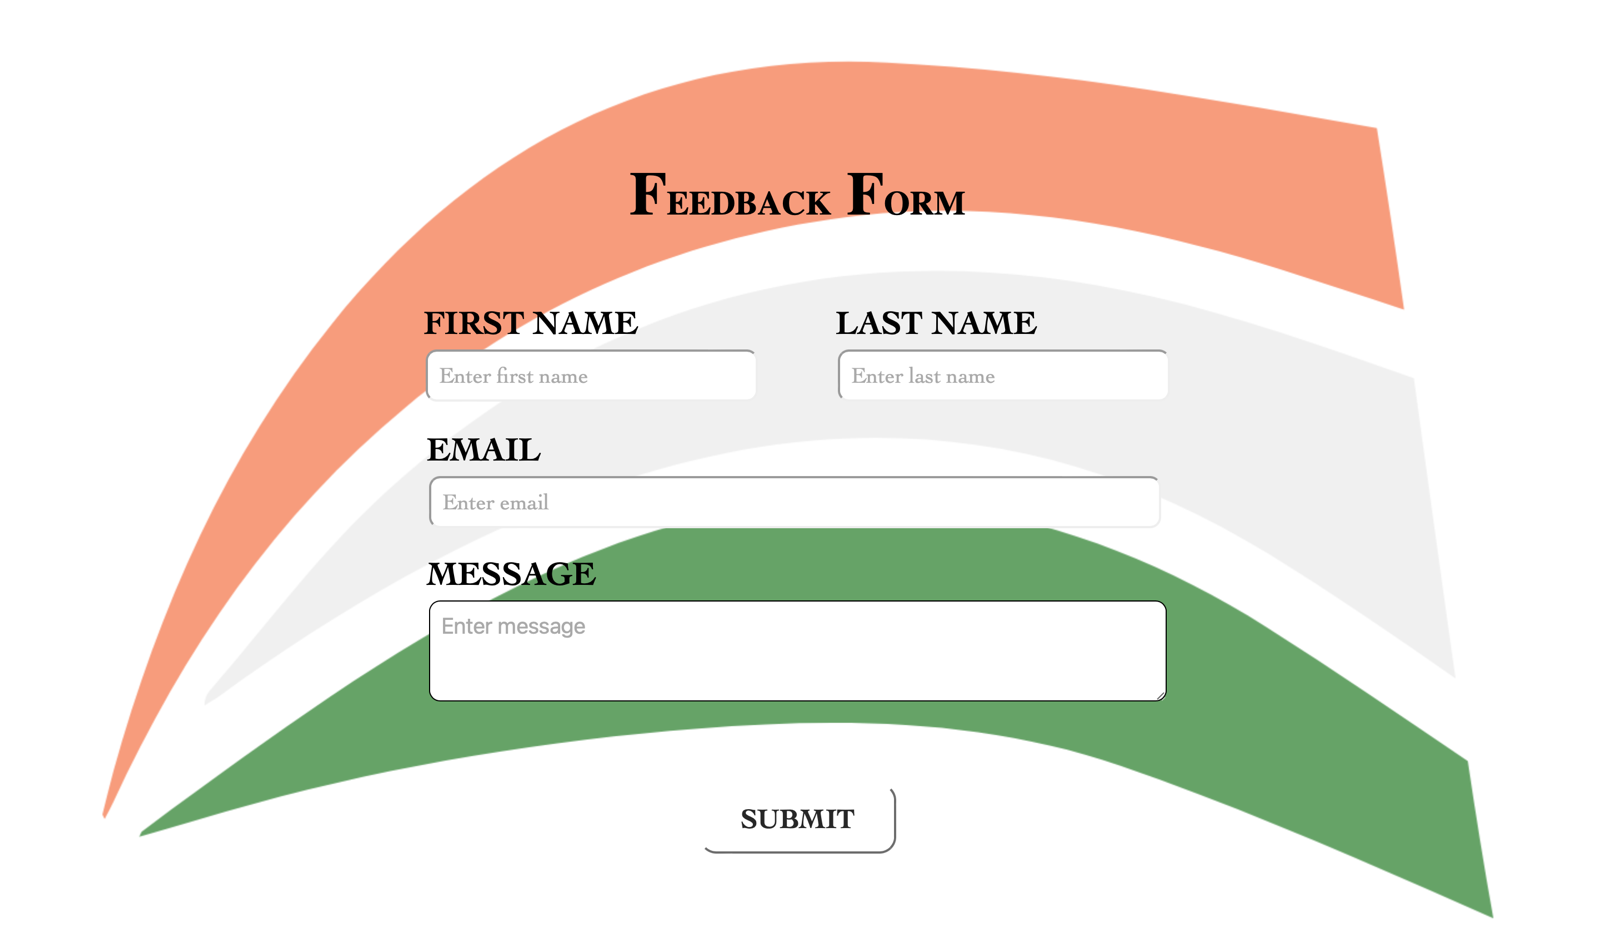 Feedback Form
FIRST NAME LAST NAME
Enter first name Enter last name
EMAIL
Enter email
MESSAGE
Enter message
SUBMIT